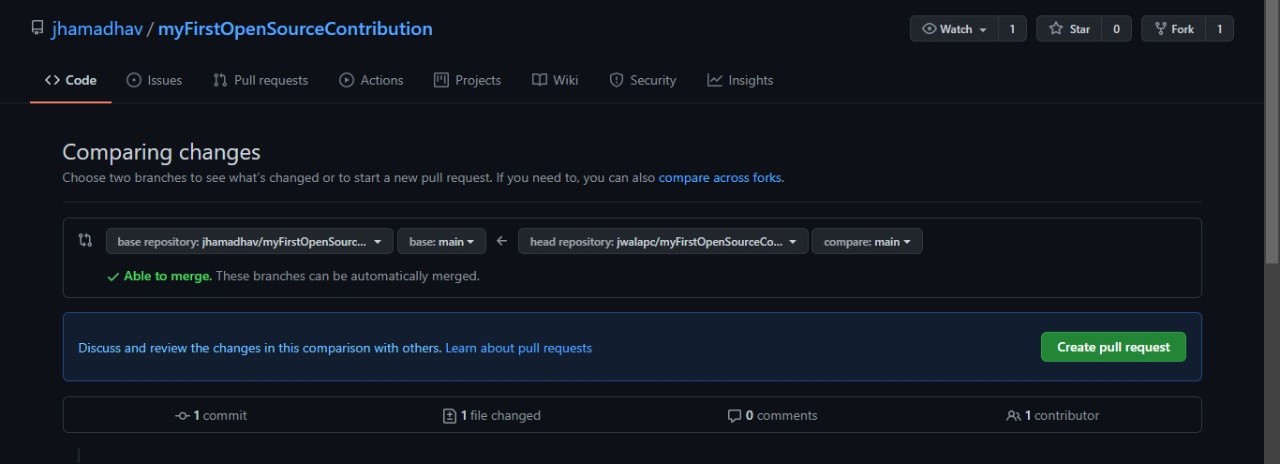 jhamadhav / myFirstOpenSourceContribution
Watch 1 Star 0 Fork 1
Code Issues Pull requests Actions Projects Wiki Security Insights
Comparing changes
Choose two branches to see what's changed or to start a new pull request. If you need to, you can also compare across forks.
base repository: jhamadhav/myFirstOpenSourc... base: main head repository: jwalapc/myFirstOpenSourceCo... compare: main
Able to merge. These branches can be automatically merged.
Discuss and review the changes in this comparison with others. Learn about pull requests Create pull request
1 commit 1 file changed 0 comments 1 contributor